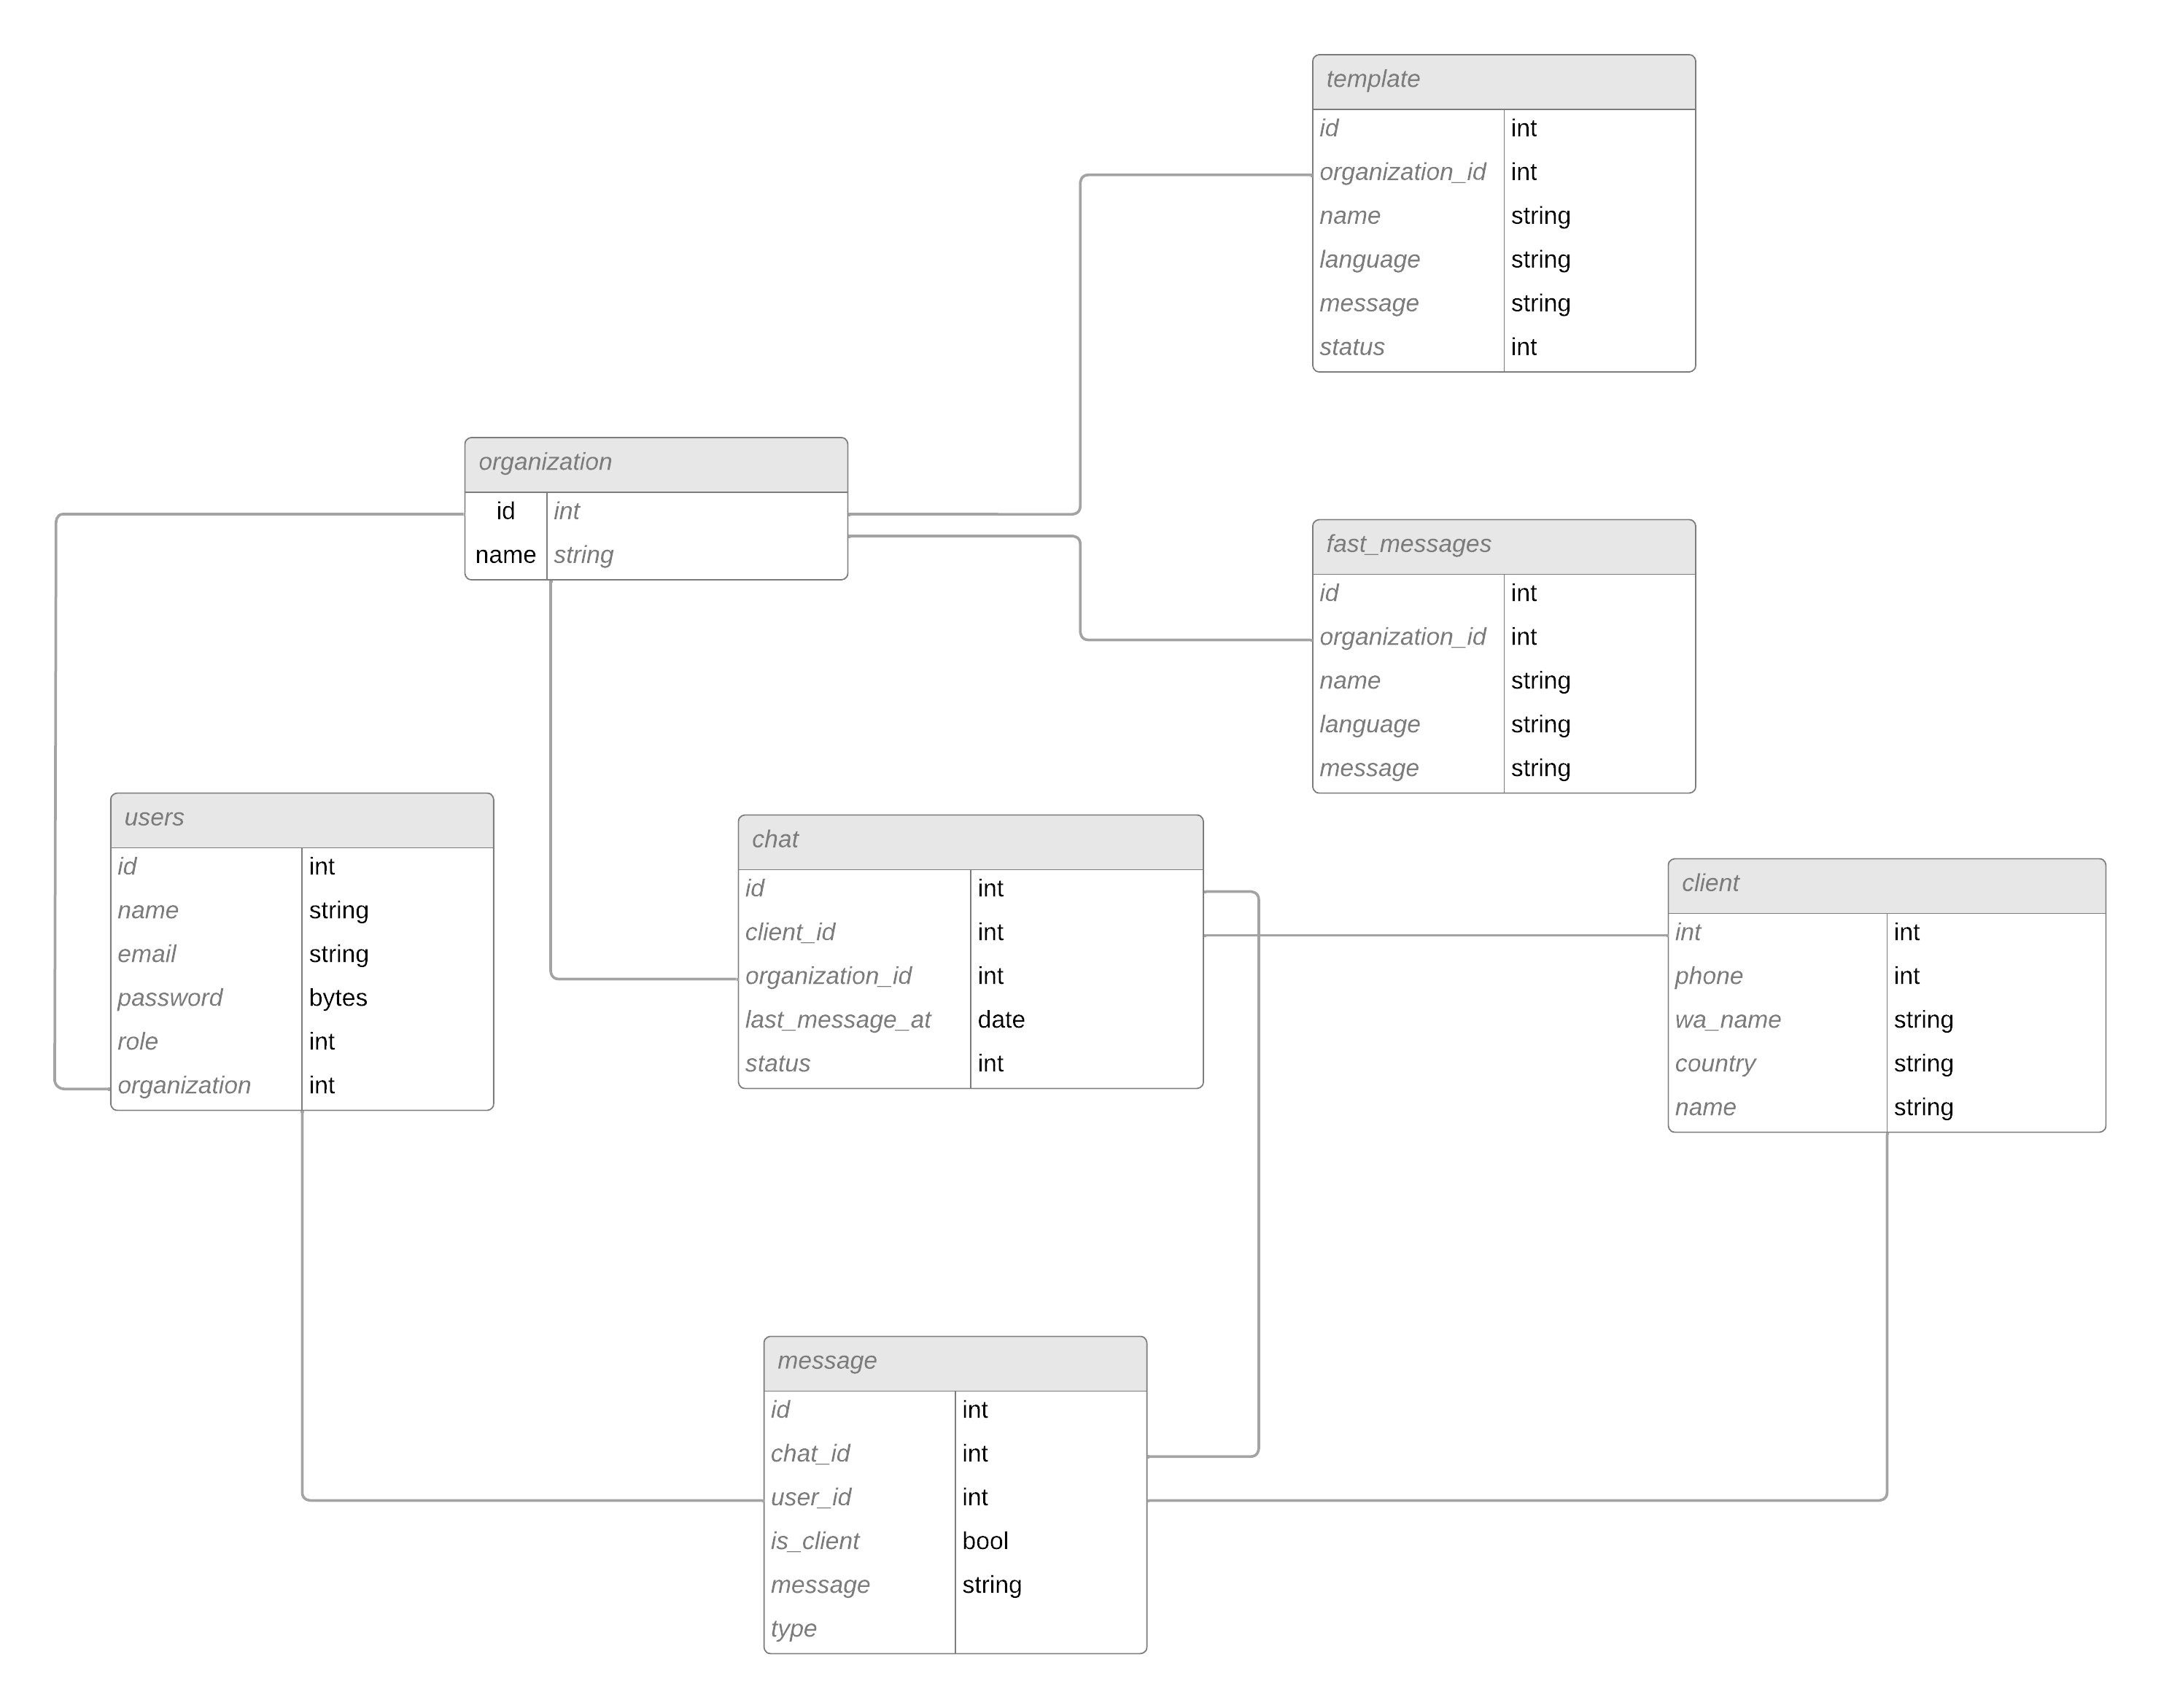 template
id int
organization_id int
name string
language string
message string
status int
organization
id int
name string
fast_messages
id int
organization_id int
name string
language string
message string
users
id int
name string
email string
password bytes
role int
organization int
chat
id int
client_id int
organization_id int
last_message_at date
status int
client
int int
phone int
wa_name string
country string
name string
message
id int
chat_id int
user_id int
is_client bool
message string
type